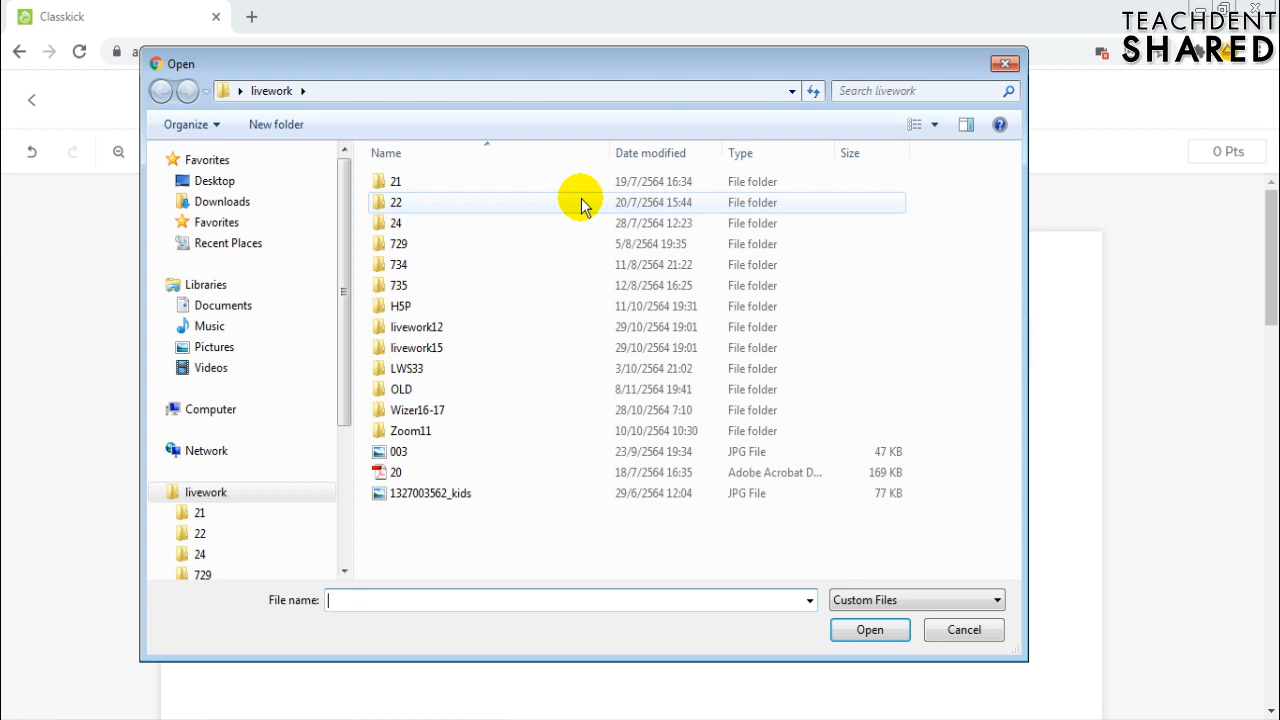 Classkick
TEACHDENT
SHARED
Open
livework
Search livework
Organize
New folder
0 Pts
Favorites
Desktop
Downloads
Favorites
Recent Places
Libraries
Documents
Music
Pictures
Videos
Computer
Network
livework
21
22
24
729
Name Date modified Type Size
21 19/7/2564 16:34 File folder
22 20/7/2564 15:44 File folder
24 28/7/2564 12:23 File folder
729 5/8/2564 19:35 File folder
734 11/8/2564 21:22 File folder
735 12/8/2564 16:25 File folder
H5P 11/10/2564 19:31 File folder
livework12 29/10/2564 19:01 File folder
livework15 29/10/2564 19:01 File folder
LWS33 3/10/2564 21:02 File folder
OLD 8/11/2564 19:41 File folder
Wizer16-17 28/10/2564 7:10 File folder
Zoom11 10/10/2564 10:30 File folder
003 23/9/2564 19:34 JPG File 47 KB
20 18/7/2564 16:35 Adobe Acrobat D... 169 KB
1327003562_kids 29/6/2564 12:04 JPG File 77 KB
File name:
Custom Files
Open
Cancel